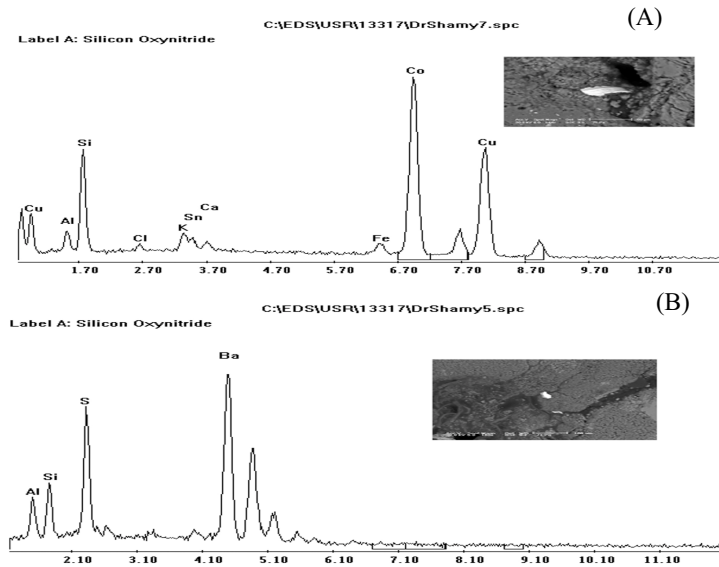 (A)
C:\EDS\USR\13317\DrShamy7.spc
Label A: Silicon Oxynitride
Co
Si
Cu
Cu
Ca
Al
Sn
K
Cl
Fe
1.70 2.70 3.70 4.70 5.70 6.70 7.70 8.70 9.70 10.70
(B)
C:\EDS\USR\13317\DrShamy5.spc
Label A: Silicon Oxynitride
Ba
S
Si
Al
2.10 3.10 4.10 5.10 6.10 7.10 8.10 9.10 10.10 11.10